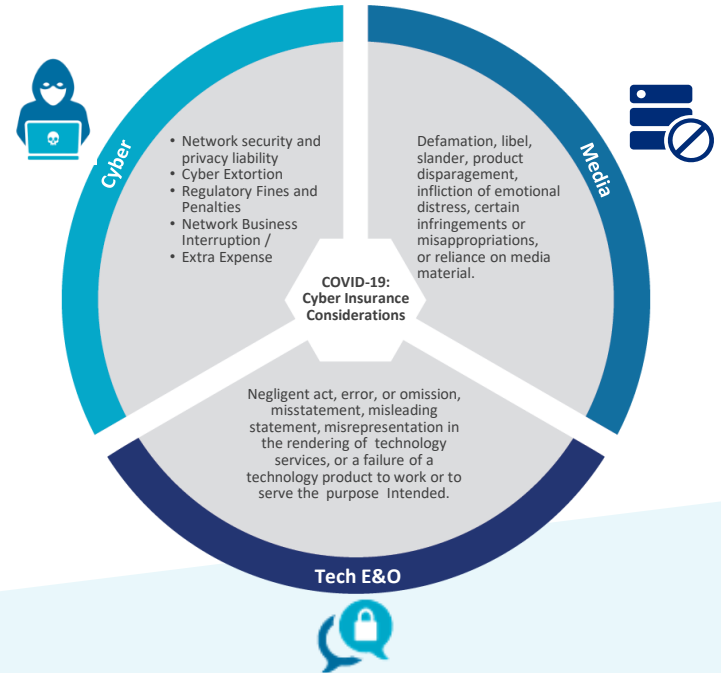 Cyber
• Network security and
privacy liability
• Cyber Extortion
• Regulatory Fines and
Penalties
• Network Business
Interruption /
• Extra Expense
Media
Defamation, libel,
slander, product
disparagement,
infliction of emotional
distress, certain
infringements or
misappropriations,
or reliance on media
material.
COVID-19:
Cyber Insurance
Considerations
Negligent act, error, or omission,
misstatement, misleading
statement, misrepresentation in
the rendering of technology
services, or a failure of a
technology product to work or to
serve the purpose Intended.
Tech E&O